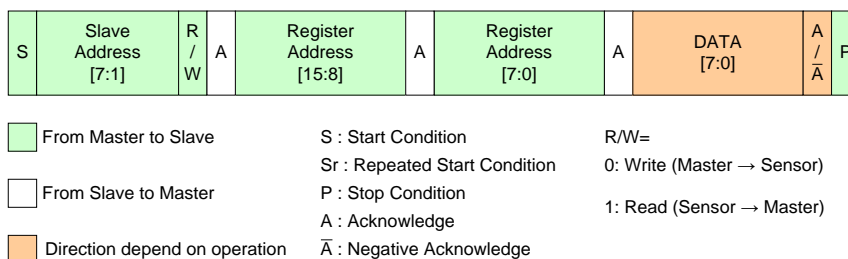 S
Slave
Address
[7:1]
R
/
W
A
Register
Address
[15:8]
A
Register
Address
[7:0]
A
DATA
[7:0]
A
/
A̅
P
From Master to Slave
From Slave to Master
Direction depend on operation
S : Start Condition
Sr : Repeated Start Condition
P : Stop Condition
A : Acknowledge
A̅ : Negative Acknowledge
R/W=
0: Write (Master → Sensor)
1: Read (Sensor → Master)